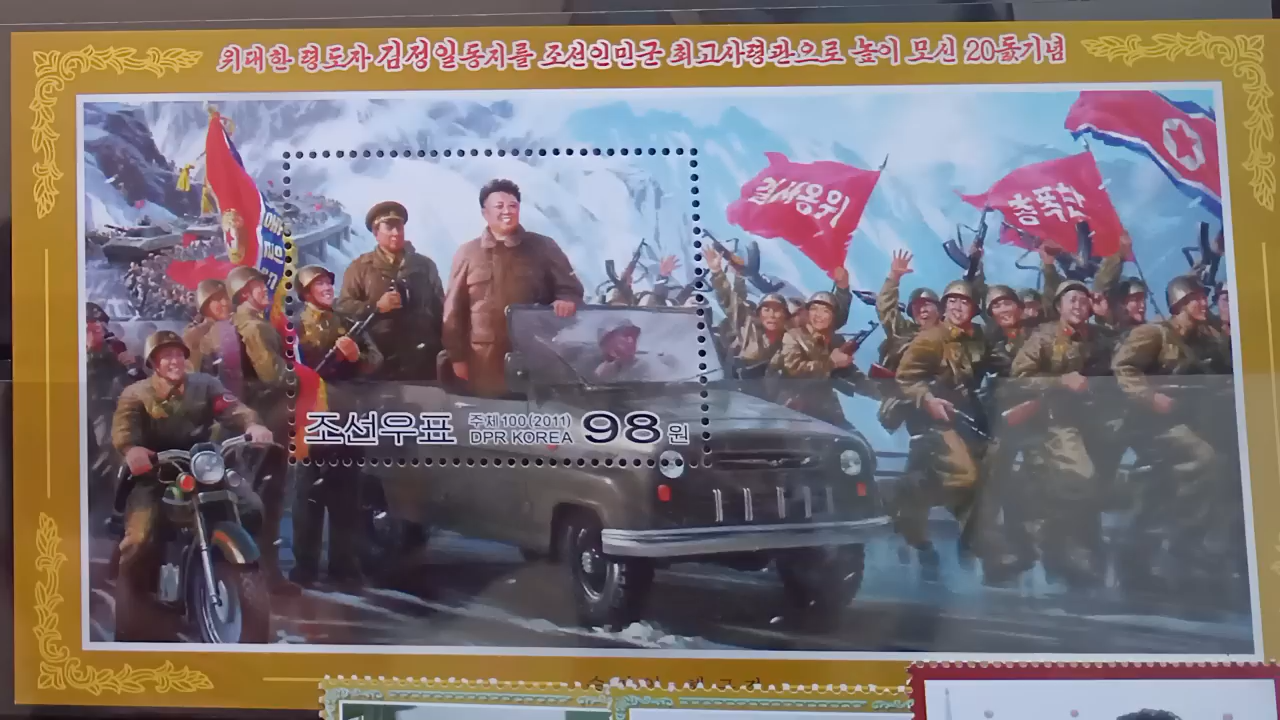 위대한 령도자 김정일동지를 조선인민군 최고사령관으로 높이 모신 20돐기념
결사옹위
총폭탄
조선우표
주체100(2011)
DPR KOREA
98원